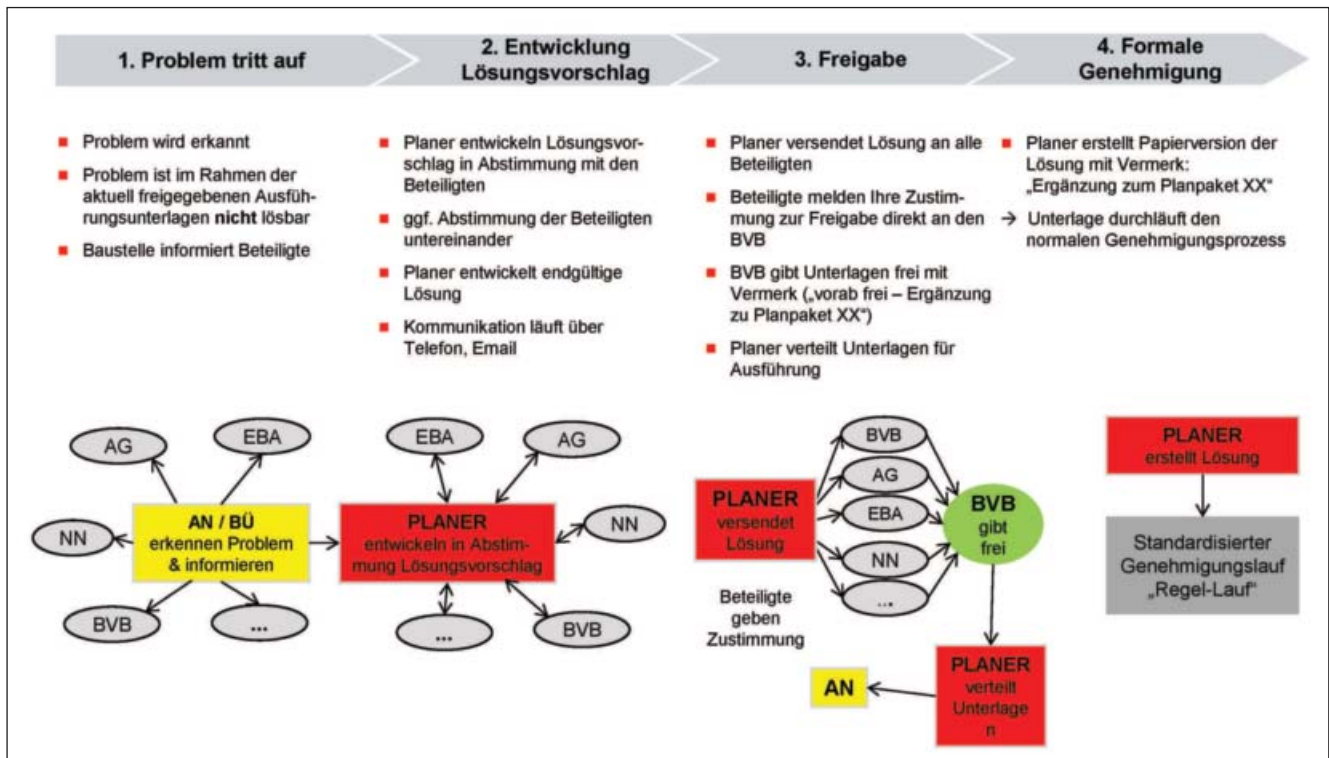 1. Problem tritt auf
2. Entwicklung
Lösungsvorschlag
3. Freigabe
4. Formale
Genehmigung
Problem wird erkannt
Problem ist im Rahmen der
aktuell freigegebenen Ausfüh-
rungsunterlagen nicht lösbar
Baustelle informiert Beteiligte
Planer entwickeln Lösungsvor-
schlag in Abstimmung mit den
Beteiligten
ggf. Abstimmung der Beteiligten
untereinander
Planer entwickelt endgültige
Lösung
Kommunikation läuft über
Telefon, Email
Planer versendet Lösung an alle
Beteiligten
Beteiligte melden Ihre Zustim-
mung zur Freigabe direkt an den
BVB
BVB gibt Unterlagen frei mit
Vermerk („vorab frei – Ergänzung
zu Planpaket XX“)
Planer verteilt Unterlagen für
Ausführung
Planer erstellt Papierversion der
Lösung mit Vermerk:
„Ergänzung zum Planpaket XX“
→ Unterlage durchläuft den
normalen Genehmigungsprozess
AG
EBA
NN
AN / BÜ
erkennen Problem
& informieren
BVB
...
EBA
AG
PLANER
entwickeln in Abstim-
mung Lösungsvorschlag
NN
...
BVB
PLANER
versendet
Lösung
BVB
AG
EBA
NN
...
BVB
gibt
frei
Beteiligte
geben
Zustimmung
AN
PLANER
verteilt
Unterlage
n
PLANER
erstellt Lösung
Standardisierter
Genehmigungslauf
„Regel-Lauf“